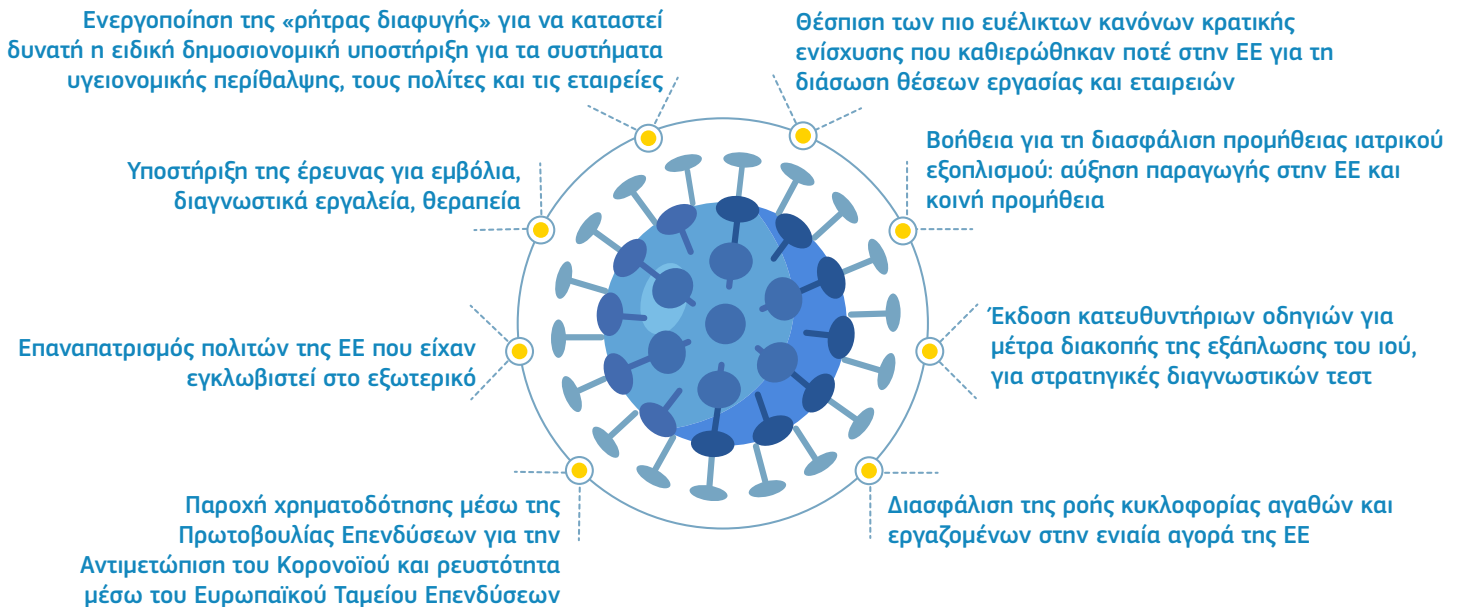 Ενεργοποίηση της «ρήτρας διαφυγής» για να καταστεί
δυνατή η ειδική δημοσιονομική υποστήριξη για τα συστήματα
υγειονομικής περίθαλψης, τους πολίτες και τις εταιρείες
Θέσπιση των πιο ευέλικτων κανόνων κρατικής
ενίσχυσης που καθιερώθηκαν ποτέ στην ΕΕ για τη
διάσωση θέσεων εργασίας και εταιρειών
Υποστήριξη της έρευνας για εμβόλια,
διαγνωστικά εργαλεία, θεραπεία
Βοήθεια για τη διασφάλιση προμήθειας ιατρικού
εξοπλισμού: αύξηση παραγωγής στην ΕΕ και
κοινή προμήθεια
Επαναπατρισμός πολιτών της ΕΕ που είχαν
εγκλωβιστεί στο εξωτερικό
Έκδοση κατευθυντήριων οδηγιών για
μέτρα διακοπής της εξάπλωσης του ιού,
για στρατηγικές διαγνωστικών τεστ
Παροχή χρηματοδότησης μέσω της
Πρωτοβουλίας Επενδύσεων για την
Αντιμετώπιση του Κορονοϊού και ρευστότητα
μέσω του Ευρωπαϊκού Ταμείου Επενδύσεων
Διασφάλιση της ροής κυκλοφορίας αγαθών και
εργαζομένων στην ενιαία αγορά της ΕΕ